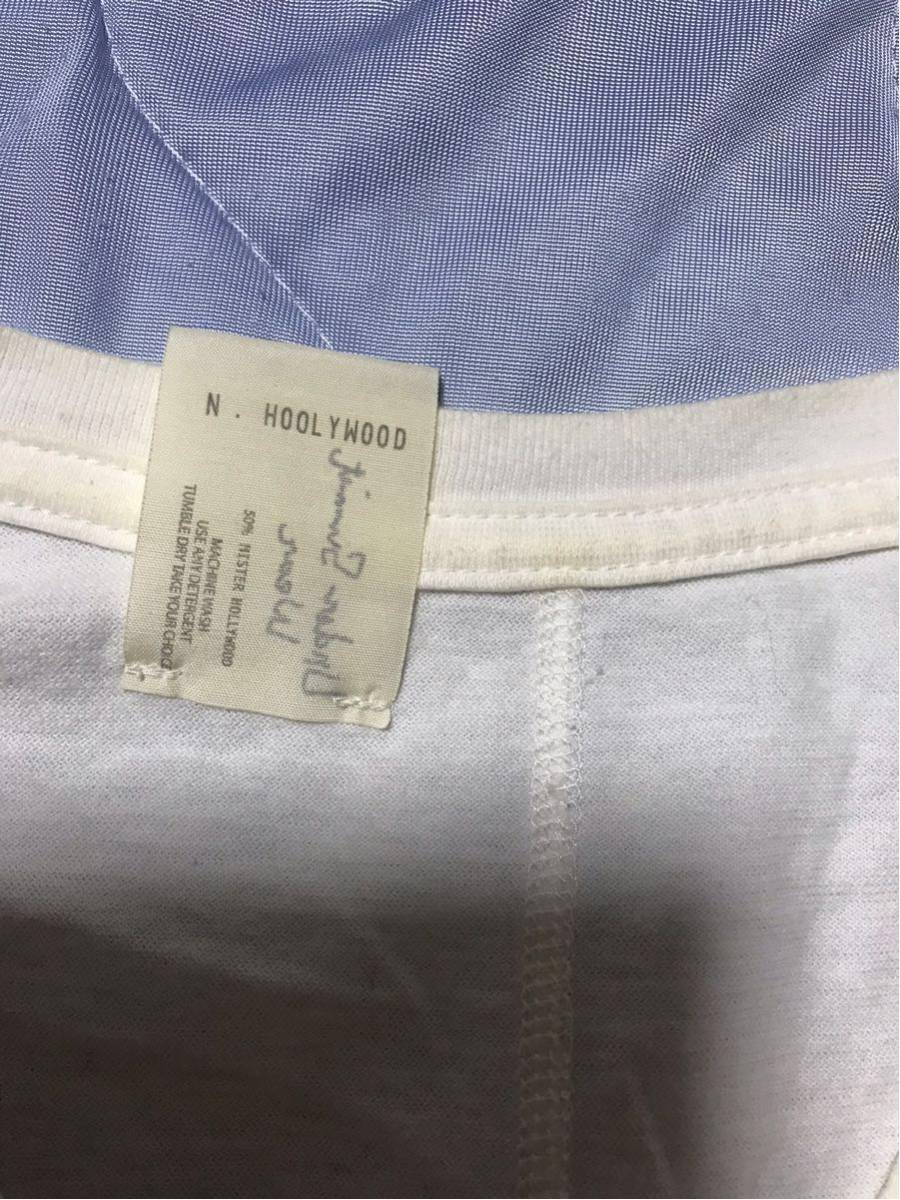 N. HOOLYWOOD
50% MISTER HOLLYWOOD
MACHINE WASH
USE ANY DETERGENT
TUMBLE DRY TAKE YOUR CHOICE